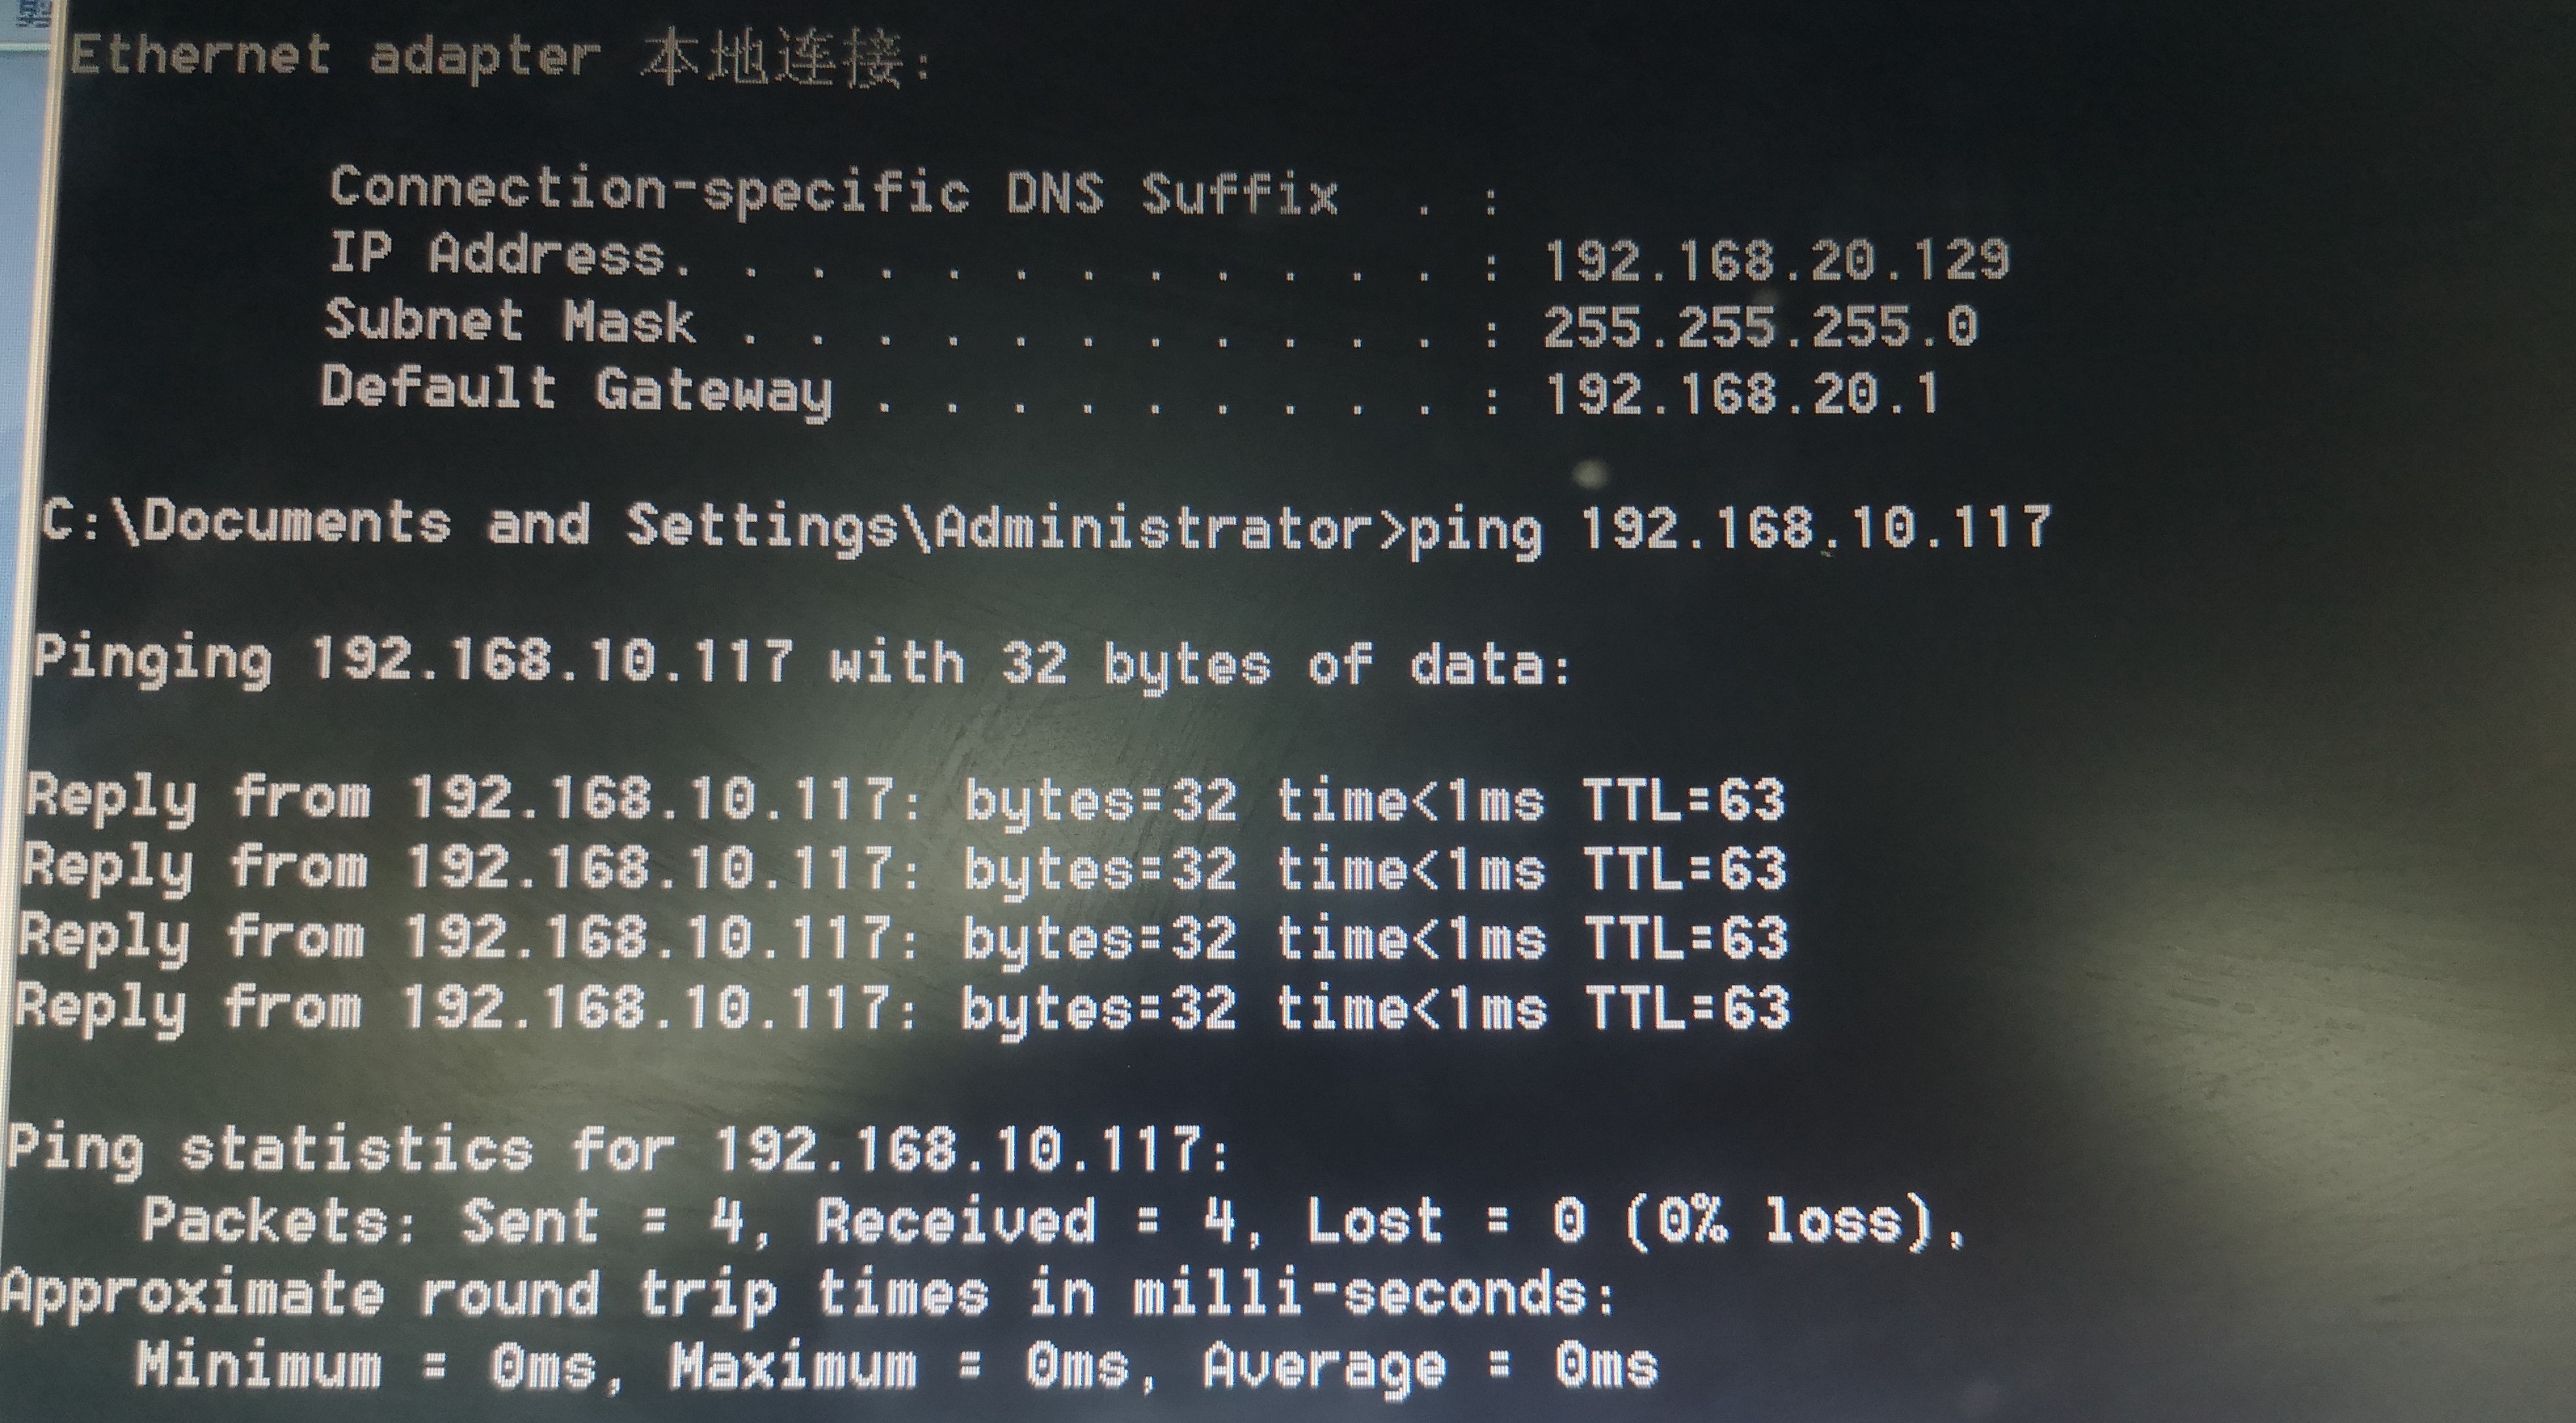 Ethernet adapter 本地连接:
Connection-specific DNS Suffix  . :
IP Address. . . . . . . . . . . . : 192.168.20.129
Subnet Mask . . . . . . . . . . . : 255.255.255.0
Default Gateway . . . . . . . . . : 192.168.20.1
C:\Documents and Settings\Administrator>ping 192.168.10.117
Pinging 192.168.10.117 with 32 bytes of data:
Reply from 192.168.10.117: bytes=32 time<1ms TTL=63
Reply from 192.168.10.117: bytes=32 time<1ms TTL=63
Reply from 192.168.10.117: bytes=32 time<1ms TTL=63
Reply from 192.168.10.117: bytes=32 time<1ms TTL=63
Ping statistics for 192.168.10.117:
Packets: Sent = 4, Received = 4, Lost = 0 (0% loss),
Approximate round trip times in milli-seconds:
Minimum = 0ms, Maximum = 0ms, Average = 0ms